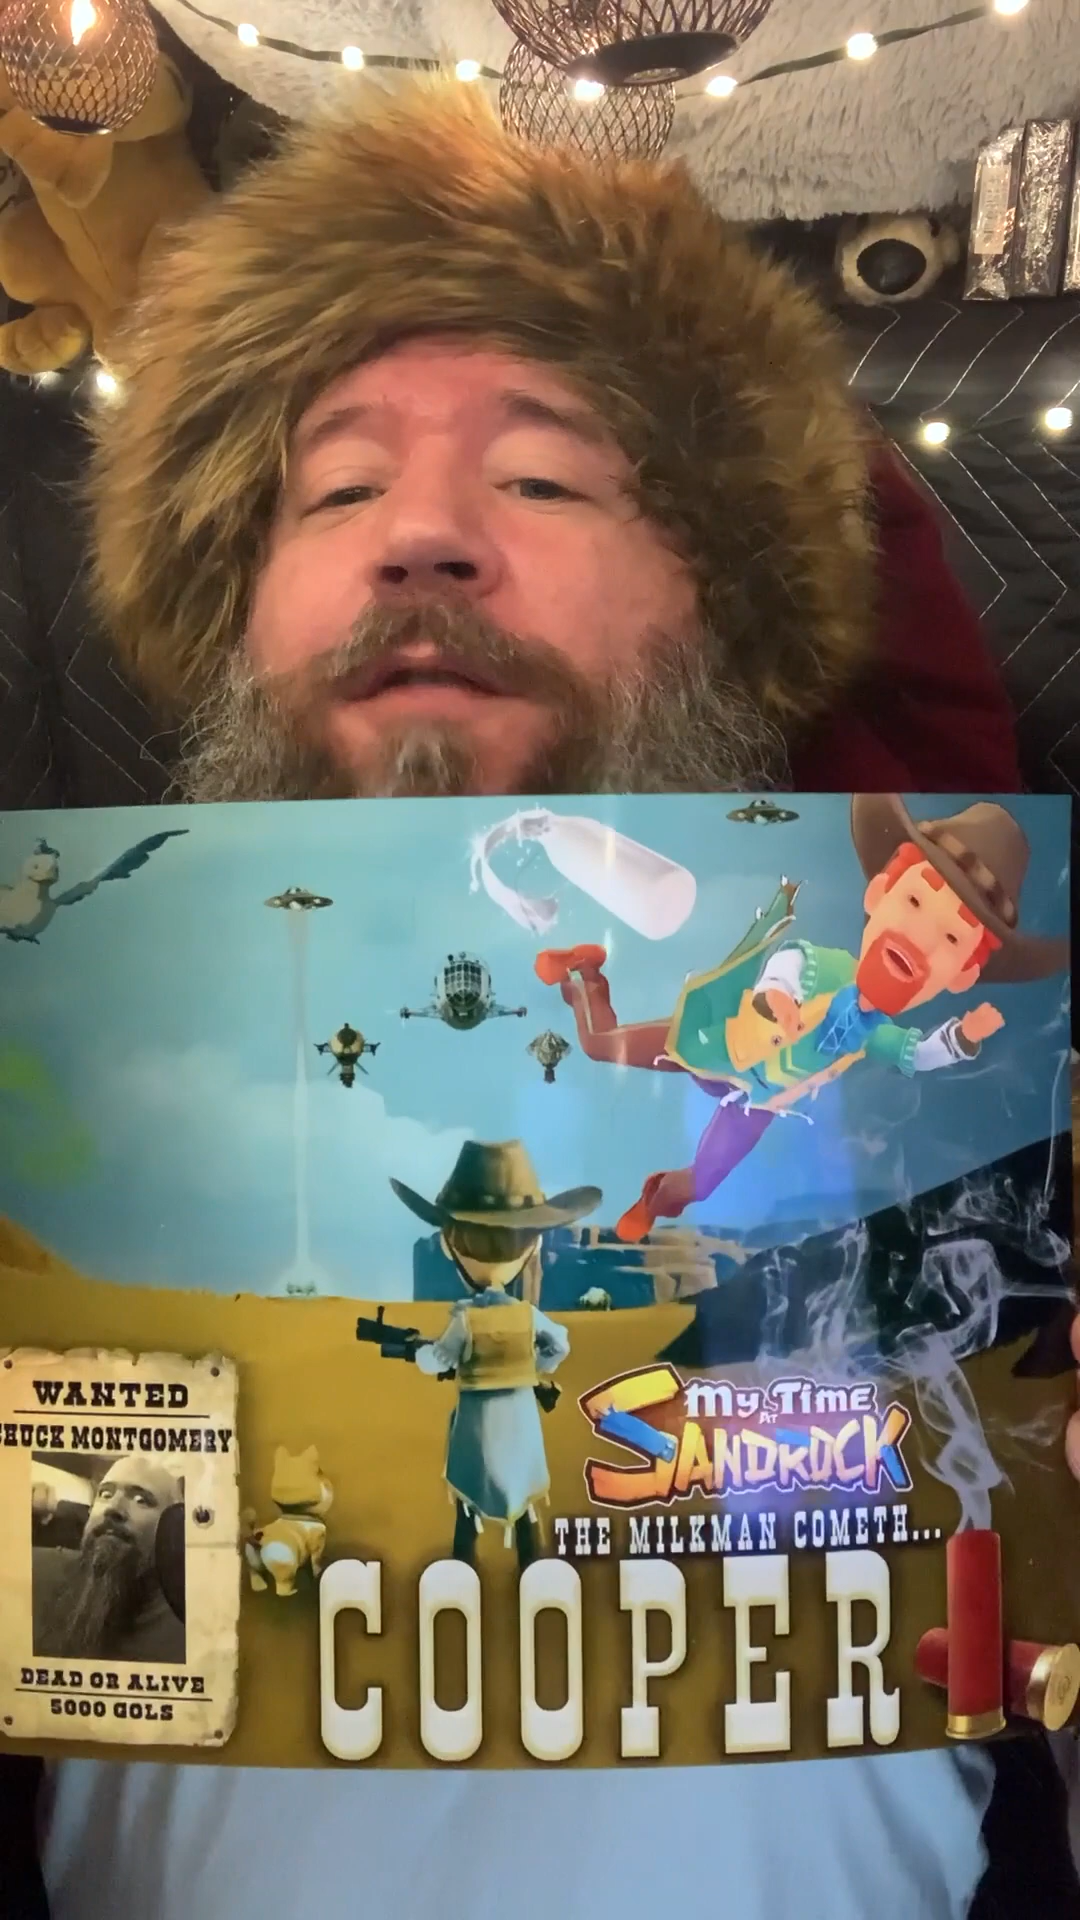 WANTED
CHUCK MONTGOMERY
DEAD OR ALIVE
5000 GOLS
My Time
AT
SANDROCK
THE MILKMAN COMETH...
COOPER